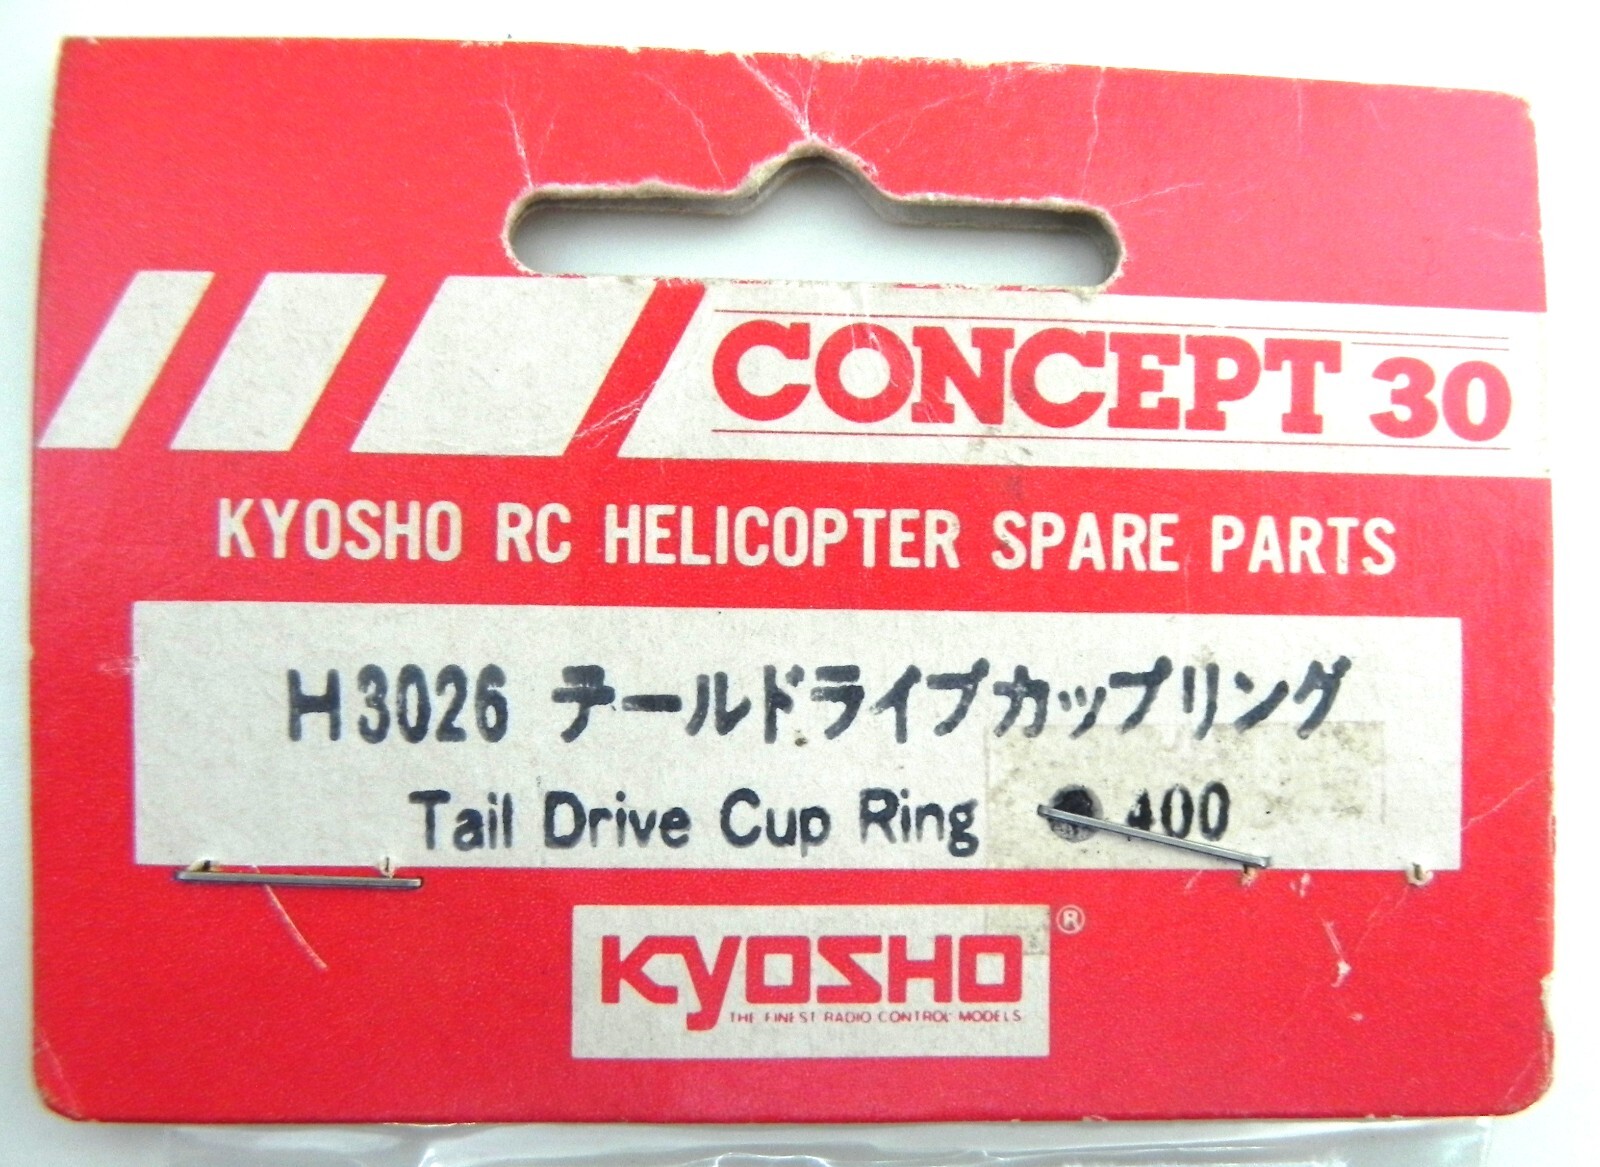 CONCEPT 30
KYOSHO RC HELICOPTER SPARE PARTS
H3026 テールドライブカップリング
Tail Drive Cup Ring ● 400
KYOSHO ®
THE FINEST RADIO CONTROL MODELS